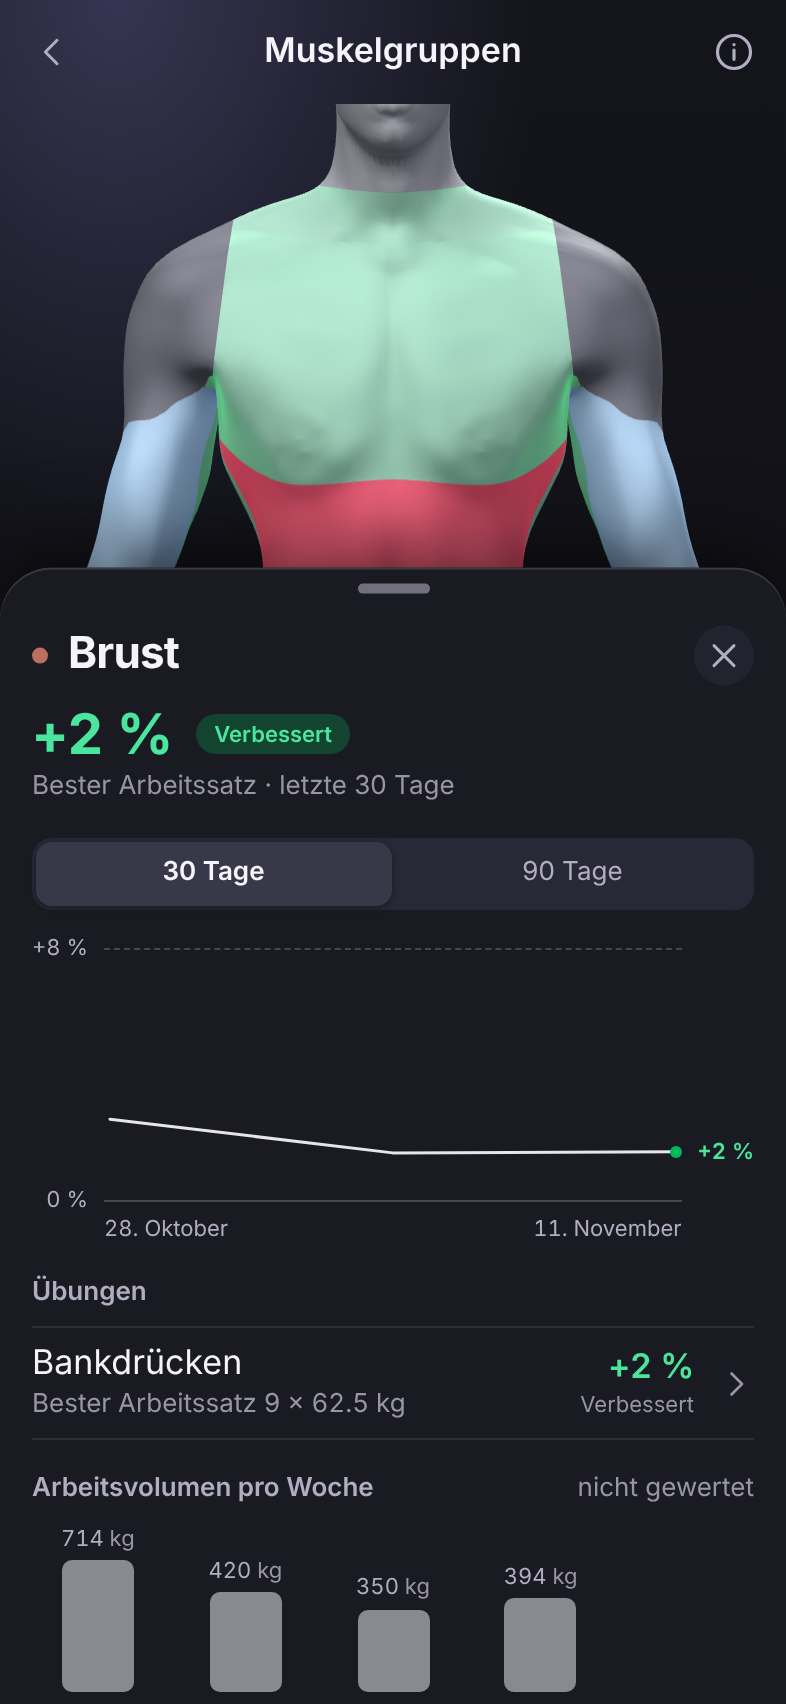 Muskelgruppen
Brust
+2 %
Verbessert
Bester Arbeitssatz · letzte 30 Tage
30 Tage
90 Tage
+8 %
+2 %
0 %
28. Oktober
11. November
Übungen
Bankdrücken
+2 %
Bester Arbeitssatz 9 × 62.5 kg
Verbessert
Arbeitsvolumen pro Woche
nicht gewertet
714 kg
420 kg
350 kg
394 kg